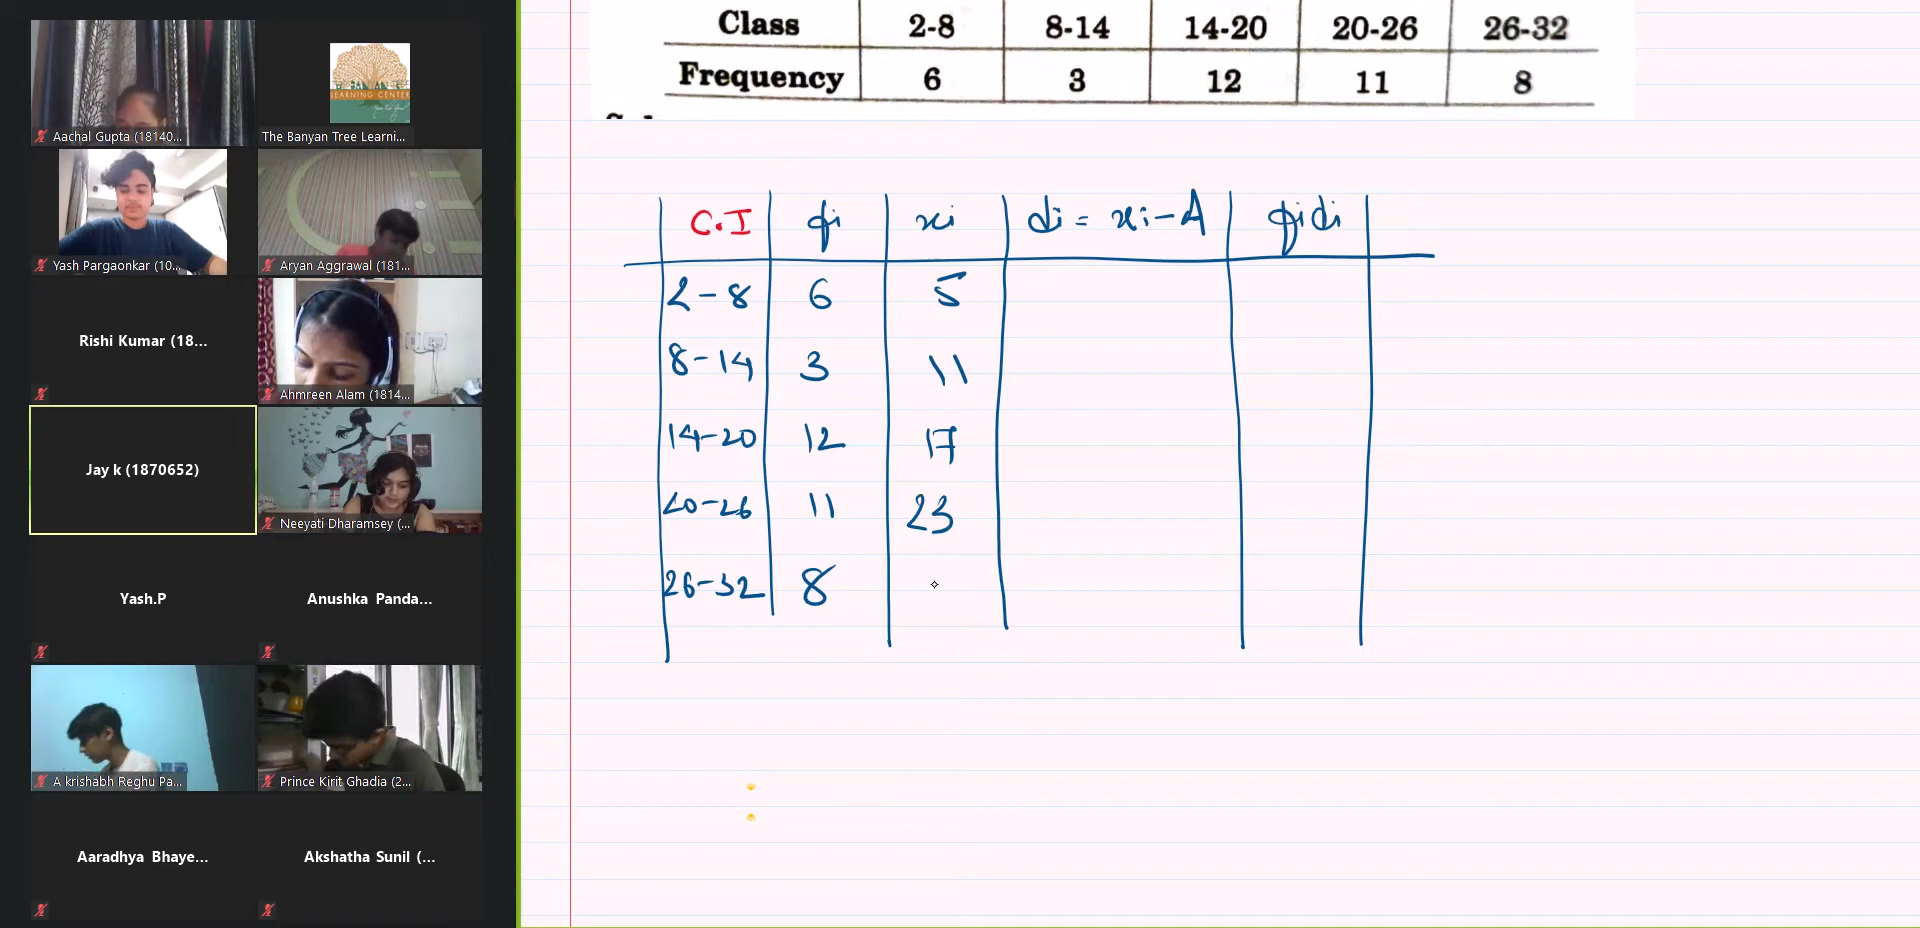 Aachal Gupta (18140...
LEARNING CENTER
The Banyan Tree Learni...
Yash Pargaonkar (10...
Aryan Aggrawal (181...
Rishi Kumar (18...
Ahmreen Alam (1814...
Jay k (1870652)
Neeyati Dharamsey (...
Yash.P
Anushka Panda...
A krishabh Reghu Pa...
Prince Kirit Ghadia (2...
Aaradhya Bhaye...
Akshatha Sunil (...
Class 2-8 8-14 14-20 20-26 26-32
Frequency 6 3 12 11 8
C.I fi xi di = xi - A fidi
2-8 6 5
8-14 3 11
14-20 12 17
20-26 11 23
26-32 8